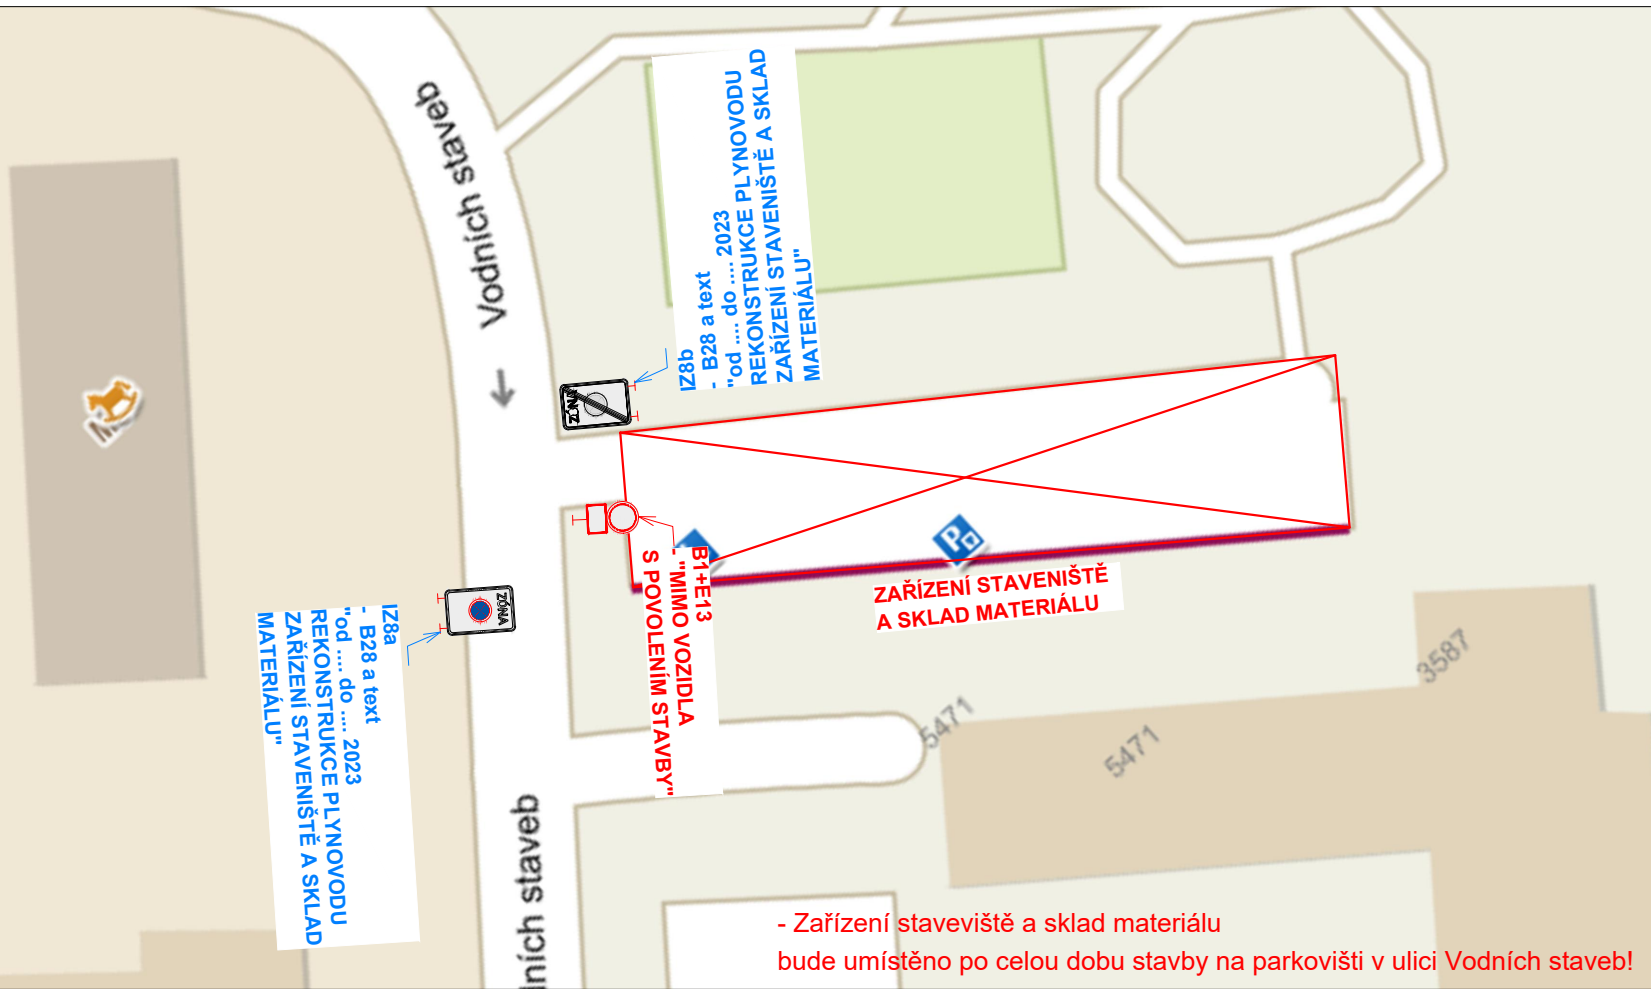 Vodních staveb
IZ8b
- B28 a text
"od .... do .... 2023
REKONSTRUKCE PLYNOVODU
ZAŘÍZENÍ STAVENIŠTĚ A SKLAD
MATERIÁLU"
ZÓNA
B1+E13
- "MIMO VOZIDLA
S POVOLENÍM STAVBY"
P
ZAŘÍZENÍ STAVENIŠTĚ
A SKLAD MATERIÁLU
ZÓNA
IZ8a
- B28 a text
"od .... do .... 2023
REKONSTRUKCE PLYNOVODU
ZAŘÍZENÍ STAVENIŠTĚ A SKLAD
MATERIÁLU"
3587
5471
5471
ních staveb
- Zařízení staveviště a sklad materiálu
bude umístěno po celou dobu stavby na parkovišti v ulici Vodních staveb!